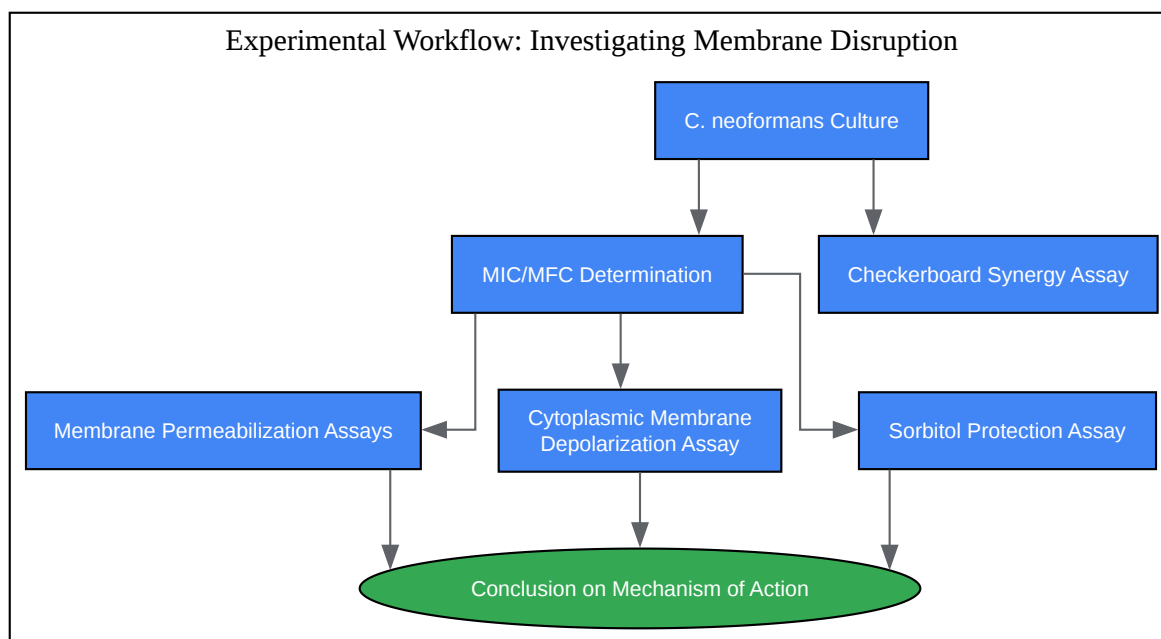 Experimental Workflow: Investigating Membrane Disruption
C. neoformans Culture
MIC/MFC Determination
Checkerboard Synergy Assay
Membrane Permeabilization Assays
Cytoplasmic Membrane
Depolarization Assay
Sorbitol Protection Assay
Conclusion on Mechanism of Action